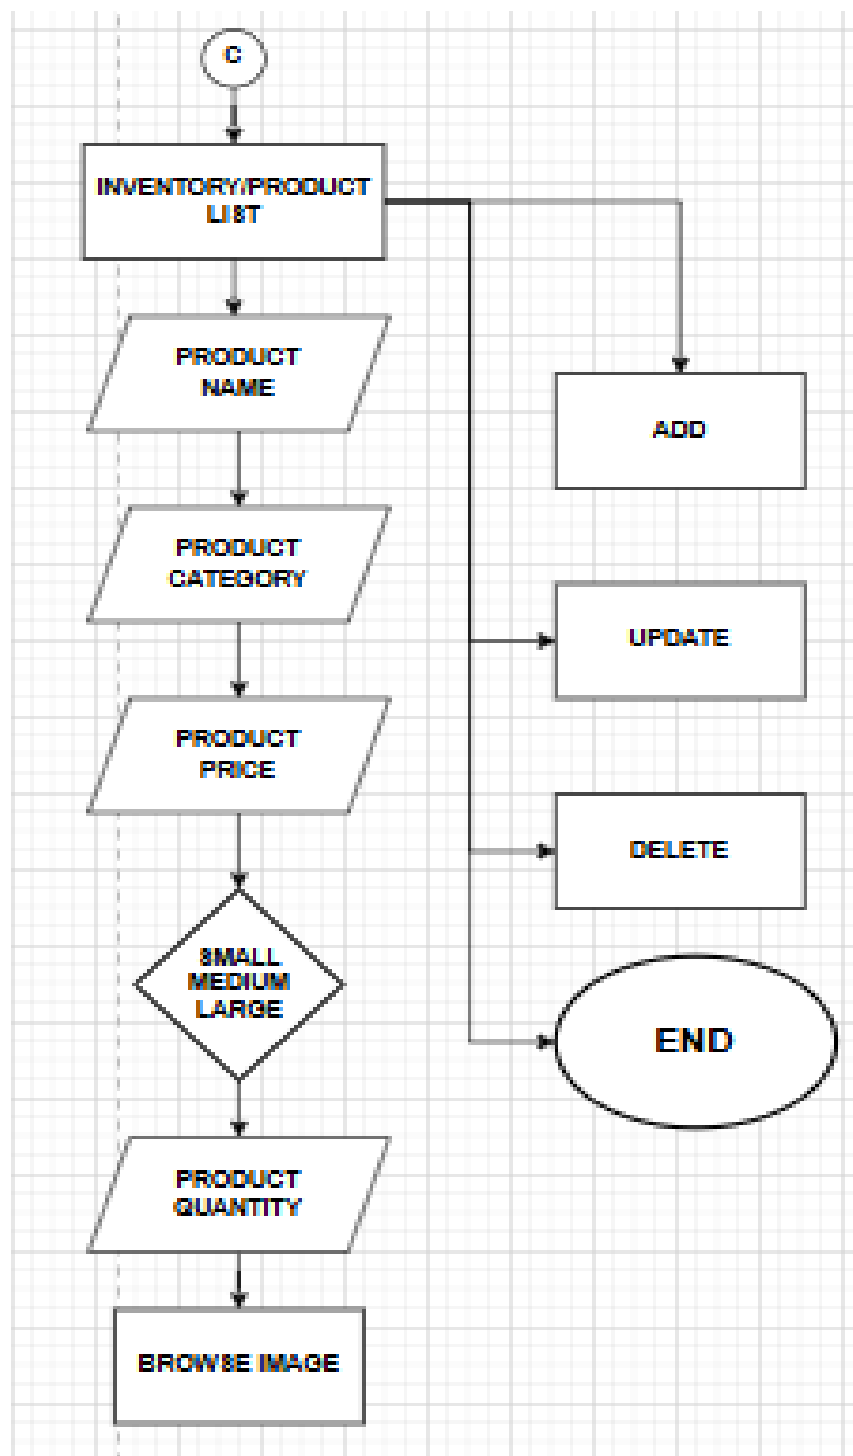 C
INVENTORY/PRODUCT
LIST
PRODUCT
NAME
ADD
PRODUCT
CATEGORY
UPDATE
PRODUCT
PRICE
DELETE
SMALL
MEDIUM
LARGE
END
PRODUCT
QUANTITY
BROWSE IMAGE